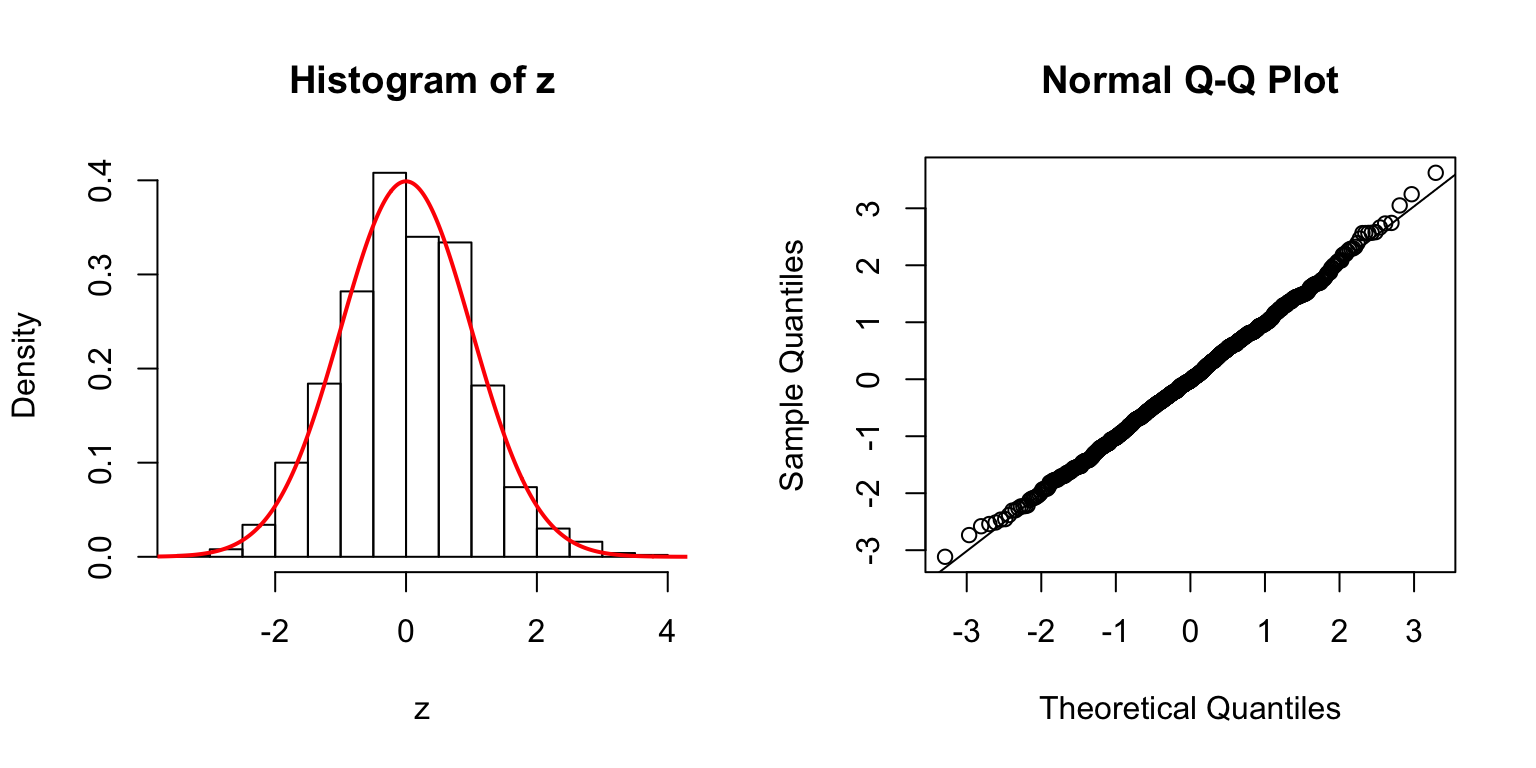 Histogram of z
Density
0.0 0.1 0.2 0.3 0.4
-2 0 2 4
z
Normal Q-Q Plot
Sample Quantiles
-3 -2 -1 0 1 2 3
-3 -2 -1 0 1 2 3
Theoretical Quantiles